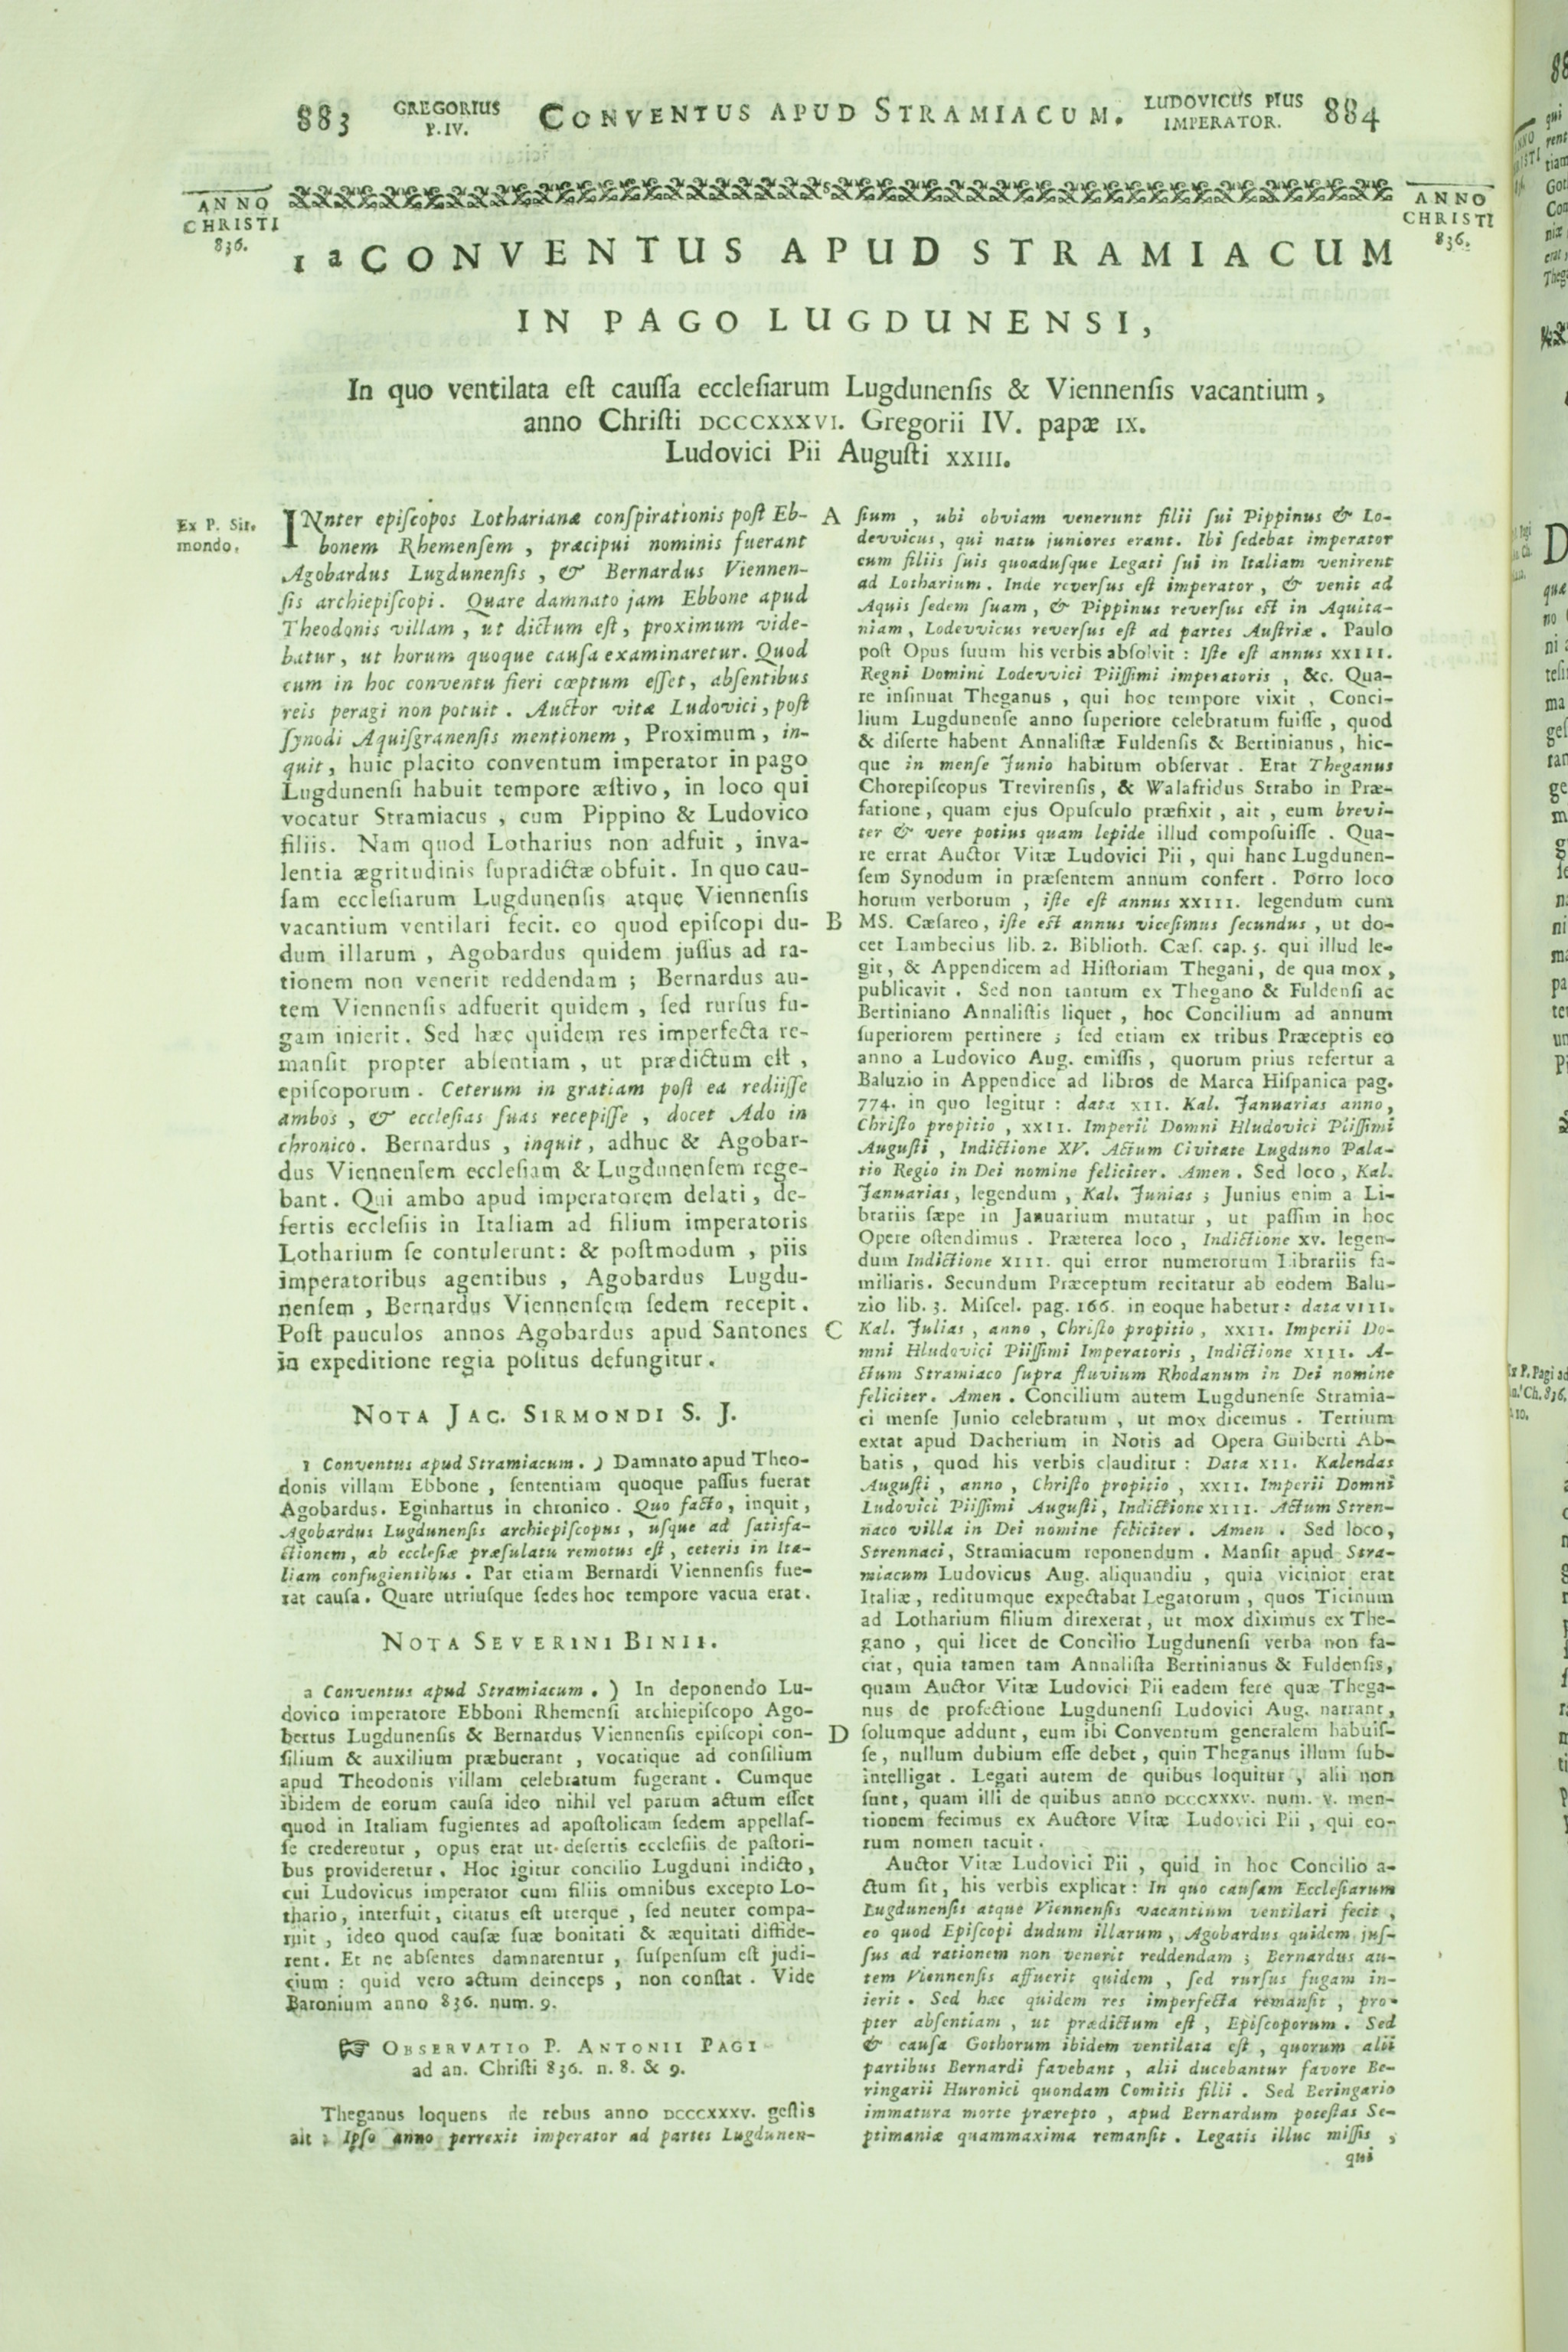 883 GREGORIUS P. IV. CONVENTUS APUD STRAMIACUM. LUDOVICUS PIUS IMPERATOR. 884
ANNO CHRISTI 836.
ANNO CHRISTI 836.
1 a CONVENTUS APUD STRAMIACUM
IN PAGO LUGDUNENSI,
In quo ventilata eſt cauſſa eccleſiarum Lugdunenſis & Viennenſis vacantium,
anno Chriſti DCCCXXXVI. Gregorii IV. papæ IX.
Ludovici Pii Auguſti XXIII.
Ex P. Sirmondo.
INnter epiſcopos Lotharianæ conſpirationis poſt Eb-
bonem Rhemenſem, præcipui nominis fuerant
Agobardus Lugdunenſis, & Bernardus Viennen-
ſis archiepiſcopi. Quare damnato jam Ebbone apud
Theodonis villam, ut dictum eſt, proximum vide-
batur, ut horum quoque cauſa examinaretur. Quod
cum in hoc conventu fieri cœptum eſſet, abſentibus
reis peragi non potuit. Auctor vitæ Ludovici, poſt
ſynodi Aquiſgranenſis mentionem, Proximum, in-
quit, huic placito conventum imperator in pago
Lugdunenſi habuit tempore æſtivo, in loco qui
vocatur Stramiacus, cum Pippino & Ludovico
filiis. Nam quod Lotharius non adfuit, inva-
lentia ægritudinis ſupradictæ obfuit. In quo cau-
ſam eccleſiarum Lugdunenſis atque Viennenſis
vacantium ventilari fecit. eo quod epiſcopi du-
dum illarum, Agobardus quidem juſſus ad ra-
tionem non venerit reddendam; Bernardus au-
tem Viennenſis adfuerit quidem, ſed rurſus fu-
gam inierit. Sed hæc quidem res imperfecta re-
manſit propter abſentiam, ut prædictum eſt,
epiſcoporum. Ceterum in gratiam poſt ea rediiſſe
ambos, & eccleſias ſuas recepiſſe, docet Ado in
chronico. Bernardus, inquit, adhuc & Agobar-
dus Viennenſem eccleſiam & Lugdunenſem rege-
bant. Qui ambo apud imperatorem delati, de-
ſertis eccleſiis in Italiam ad filium imperatoris
Lotharium ſe contulerunt: & poſtmodum, piis
imperatoribus agentibus, Agobardus Lugdu-
nenſem, Bernardus Viennenſem ſedem recepit.
Poſt pauculos annos Agobardus apud Santones
in expeditione regia poſitus defungitur.
NOTA JAC. SIRMONDI S. J.
1 Conventus apud Stramiacum.) Damnato apud Theo-
donis villam Ebbone, ſententiam quoque paſſus fuerat
Agobardus. Eginhartus in chronico. Quo facto, inquit,
Agobardus Lugdunenſis archiepiſcopus, uſque ad ſatisfa-
ctionem, ab eccleſiæ præſulatu remotus eſt, ceteris in Ita-
liam confugientibus. Par etiam Bernardi Viennenſis fue-
rat cauſa. Quare utriuſque ſedes hoc tempore vacua erat.
NOTA SEVERINI BINII.
a Conventus apud Stramiacum.) In deponendo Lu-
dovico imperatore Ebboni Rhemenſi archiepiſcopo Ago-
bertus Lugdunenſis & Bernardus Viennenſis epiſcopi con-
ſilium & auxilium præbuerant, vocatique ad conſilium
apud Theodonis villam celebratum fugerant. Cumque
ibidem de eorum cauſa ideo nihil vel parum actum eſſet
quod in Italiam fugientes ad apoſtolicam ſedem appellaſ-
ſe crederentur, opus erat ut deſertis eccleſiis de paſtori-
bus provideretur. Hoc igitur concilio Lugduni indicto,
cui Ludovicus imperator cum filiis omnibus excepto Lo-
thario, interfuit, citatus eſt uterque, ſed neuter compa-
ruit, ideo quod cauſæ ſuæ bonitati & æquitati diffide-
rent. Et ne abſentes damnarentur, ſuſpenſum eſt judi-
cium: quid vero actum deinceps, non conſtat. Vide
Baronium anno 836. num. 9.
☞ OBSERVATIO P. ANTONII PAGI
ad an. Chriſti 836. n. 8. & 9.
Theganus loquens de rebus anno DCCCXXXV. geſtis
ait: Ipſo anno perrexit imperator ad partes Lugdunen-
A
B
C
D
ſium, ubi obviam venerunt filii ſui Pippinus & Lo-
devvicus, qui natu juniores erant. Ibi ſedebat imperator
cum filiis ſuis quoaduſque Legati ſui in Italiam venirent
ad Lotharium. Inde reverſus eſt imperator, & venit ad
Aquis ſedem ſuam, & Pippinus reverſus eſt in Aquita-
niam, Lodevvicus reverſus eſt ad partes Auſtriæ. Paulo
poſt Opus ſuum his verbis abſolvit: Iſte eſt annus XXIII.
Regni Domini Lodevvici Piiſſimi imperatoris, &c. Qua-
re inſinuat Theganus, qui hoc tempore vixit, Conci-
lium Lugdunenſe anno ſuperiore celebratum fuiſſe, quod
& diſerte habent Annaliſtæ Fuldenſis & Bertinianus, hic-
que in menſe Junio habitum obſervat. Erat Theganus
Chorepiſcopus Trevirenſis, & Walafridus Strabo in Præ-
fatione, quam ejus Opuſculo præfixit, ait, eum brevi-
ter & vere potius quam lepide illud compoſuiſſe. Qua-
re errat Auctor Vitæ Ludovici Pii, qui hanc Lugdunen-
ſem Synodum in præſentem annum confert. Porro loco
horum verborum, iſte eſt annus XXIII. legendum cum
MS. Cæſareo, iſte eſt annus viceſimus ſecundus, ut do-
cet Lambecius lib. 2. Biblioth. Cæſ. cap. 5. qui illud le-
git, & Appendicem ad Hiſtoriam Thegani, de qua mox,
publicavit. Sed non tantum ex Thegano & Fuldenſi ac
Bertiniano Annaliſtis liquet, hoc Concilium ad annum
ſuperiorem pertinere; ſed etiam ex tribus Præceptis eo
anno a Ludovico Aug. emiſſis, quorum prius refertur a
Baluzio in Appendice ad libros de Marca Hiſpanica pag.
774. in quo legitur: data XII. Kal. Januarias anno,
Chriſto propitio, XXII. Imperii Domni Hludovici Piiſſimi
Auguſti, Indictione XV. Actum Civitate Lugduno Pala-
tio Regio in Dei nomine feliciter. Amen. Sed loco, Kal.
Januarias, legendum, Kal. Junias; Junius enim a Li-
brariis ſæpe in Januarium mutatur, ut paſſim in hoc
Opere oſtendimus. Præterea loco, Indictione XV. legen-
dum Indictione XIII. qui error numerorum Librariis fa-
miliaris. Secundum Præceptum recitatur ab eodem Balu-
zio lib. 3. Miſcel. pag. 166. in eoque habetur: data VIII.
Kal. Julias, anno, Chriſto propitio, XXII. Imperii Do-
mni Hludovici Piiſſimi Imperatoris, Indictione XIII. A-
ctum Stramiaco ſupra fluvium Rhodanum in Dei nomine
feliciter. Amen. Concilium autem Lugdunenſe Stramia-
ci menſe Junio celebratum, ut mox dicemus. Tertium
extat apud Dacherium in Notis ad Opera Guiberti Ab-
batis, quod his verbis clauditur: Data XII. Kalendas
Auguſti, anno, Chriſto propitio, XXII. Imperii Domni
Ludovici Piiſſimi Auguſti, Indictione XIII. Actum Stren-
naco villa in Dei nomine feliciter. Amen. Sed loco,
Strennaci, Stramiacum reponendum. Manſit apud Stra-
miacum Ludovicus Aug. aliquandiu, quia vicinior erat
Italiæ, reditumque expectabat Legatorum, quos Ticinum
ad Lotharium filium direxerat, ut mox diximus ex The-
gano, qui licet de Concilio Lugdunenſi verba non fa-
ciat, quia tamen tam Annaliſta Bertinianus & Fuldenſis,
quam Auctor Vitæ Ludovici Pii eadem fere quæ Thega-
nus de profectione Lugdunenſi Ludovici Aug. narrant,
ſolumque addunt, eum ibi Conventum generalem habuiſ-
ſe, nullum dubium eſſe debet, quin Theganus illum ſub-
intelligat. Legati autem de quibus loquitur, alii non
ſunt, quam illi de quibus anno DCCCXXXV. num. V. men-
tionem fecimus ex Auctore Vitæ Ludovici Pii, qui eo-
rum nomen tacuit.
Auctor Vitæ Ludovici Pii, quid in hoc Concilio a-
ctum ſit, his verbis explicat: In quo cauſam Eccleſiarum
Lugdunenſis atque Viennenſis vacantium ventilari fecit,
eo quod Epiſcopi dudum illarum, Agobardus quidem juſ-
ſus ad rationem non venerit reddendam; Bernardus au-
tem Viennenſis affuerit quidem, ſed rurſus fugam in-
ierit. Sed hæc quidem res imperfecta remanſit, pro-
pter abſentiam, ut prædictum eſt, Epiſcoporum. Sed
& cauſa Gothorum ibidem ventilata eſt, quorum alii
partibus Bernardi favebant, alii ducebantur favore Be-
ringarii Huronici quondam Comitis filii. Sed Beringario
immatura morte prærepto, apud Bernardum poteſtas Se-
ptimaniæ quammaxima remanſit. Legatis illuc miſſis,
qui